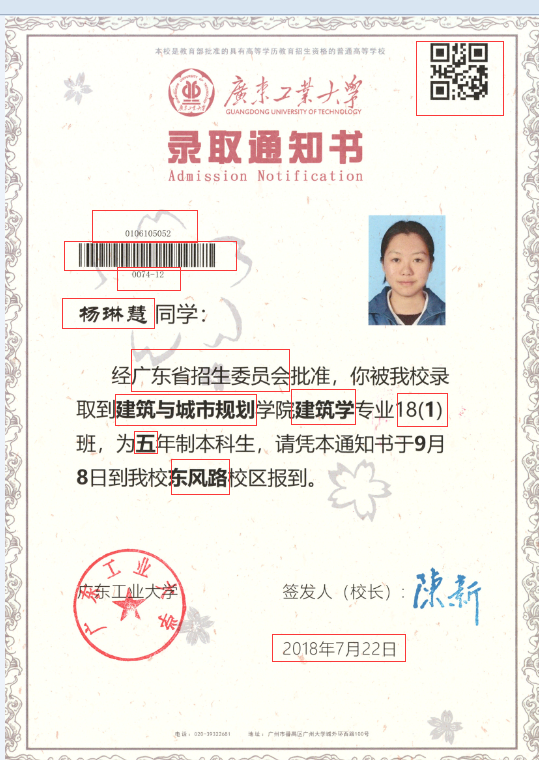 本校是教育部批准的具有高等学历教育招生资格的普通高等学校
廣東工業大學
GUANGDONG UNIVERSITY OF TECHNOLOGY
录取通知书
Admission Notification
0106105052
0074-12
杨琳慧同学：
经广东省招生委员会批准，你被我校录
取到建筑与城市规划学院建筑学专业18(1)
班，为五年制本科生，请凭本通知书于9月
8日到我校东风路校区报到。
广东工业大学
广东工业大学
签发人（校长）：陳新
2018年7月22日
电话：020-39322681 地址：广州市番禺区广州大学城外环西路100号